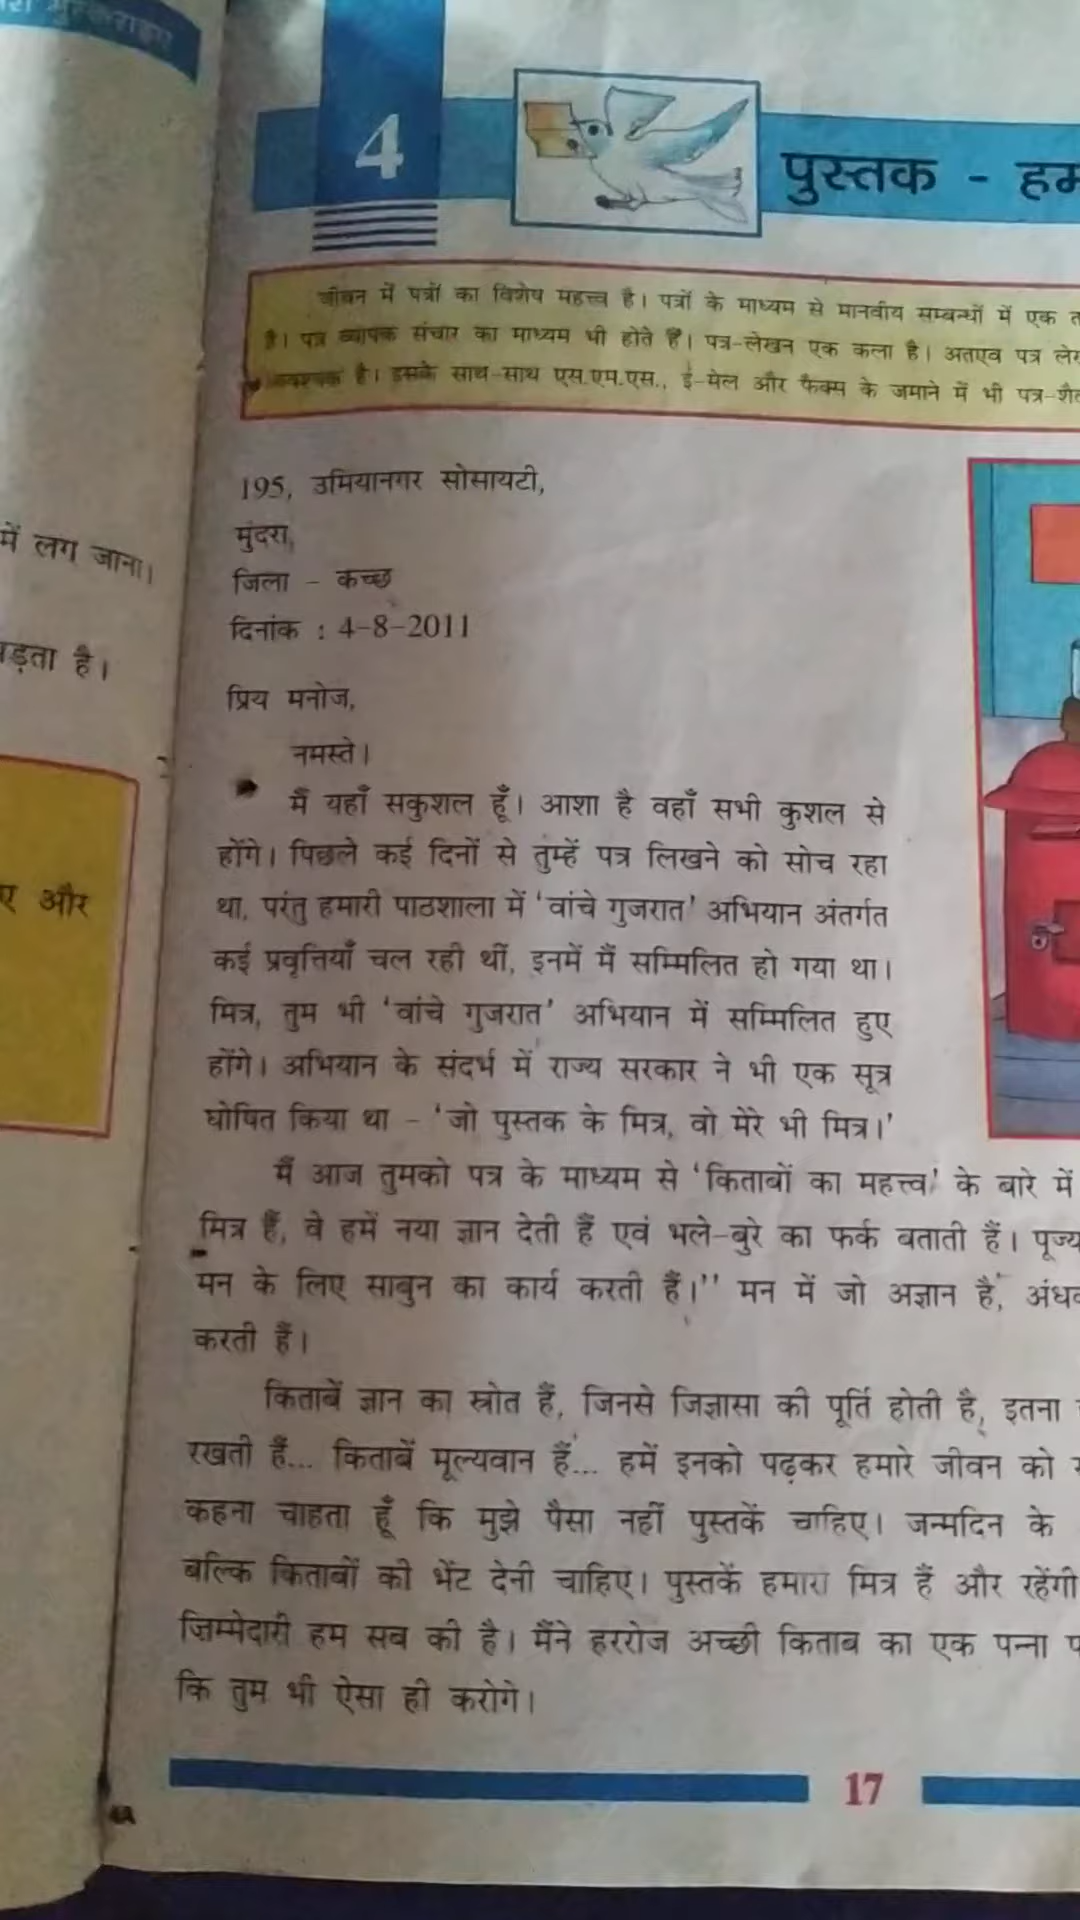 4
पुस्तक - हम
जीवन में पत्रों का विशेष महत्त्व है। पत्रों के माध्यम से मानवीय सम्बन्धों में एक
है। पत्र व्यापक संचार का माध्यम भी होते हैं। पत्र-लेखन एक कला है। अतएव पत्र
है। इसके साथ-साथ एस.एम.एस., ई-मेल और फैक्स के जमाने में भी पत्र-शै
195, उमियानगर सोसायटी,
मुंदरा,
जिला - कच्छ
दिनांक : 4-8-2011
प्रिय मनोज,
नमस्ते।
मैं यहाँ सकुशल हूँ। आशा है वहाँ सभी कुशल से
होंगे। पिछले कई दिनों से तुम्हें पत्र लिखने को सोच रहा
था, परंतु हमारी पाठशाला में 'वांचे गुजरात' अभियान अंतर्गत
कई प्रवृत्तियाँ चल रही थीं, इनमें मैं सम्मिलित हो गया था।
मित्र, तुम भी 'वांचे गुजरात' अभियान में सम्मिलित हुए
होंगे। अभियान के संदर्भ में राज्य सरकार ने भी एक सूत्र
घोषित किया था - 'जो पुस्तक के मित्र, वो मेरे भी मित्र।'
मैं आज तुमको पत्र के माध्यम से 'किताबों का महत्त्व' के बारे में
मित्र हैं, वे हमें नया ज्ञान देती हैं एवं भले-बुरे का फर्क बताती हैं। पूज्य
मन के लिए साबुन का कार्य करती हैं।'' मन में जो अज्ञान है, अंध
करती हैं।
किताबें ज्ञान का स्रोत हैं, जिनसे जिज्ञासा की पूर्ति होती है, इतना
रखती हैं... किताबें मूल्यवान हैं... हमें इनको पढ़कर हमारे जीवन को
कहना चाहता हूँ कि मुझे पैसा नहीं पुस्तकें चाहिए। जन्मदिन के
बल्कि किताबों की भेंट देनी चाहिए। पुस्तकें हमारा मित्र हैं और रहेंगी
जिम्मेदारी हम सब की है। मैंने हररोज अच्छी किताब का एक पन्ना
कि तुम भी ऐसा ही करोगे।
17
में लग जाना।
पड़ता है।
और